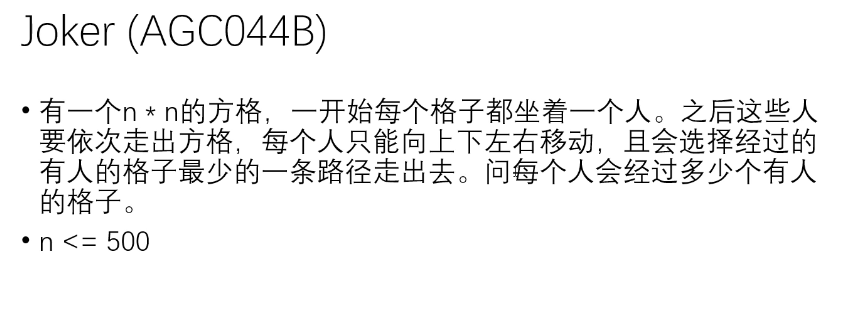 Joker (AGC044B)
• 有一个n * n的方格，一开始每个格子都坐着一个人。之后这些人
要依次走出方格，每个人只能向上下左右移动，且会选择经过的
有人的格子最少的一条路径走出去。问每个人会经过多少个有人
的格子。
• n <= 500